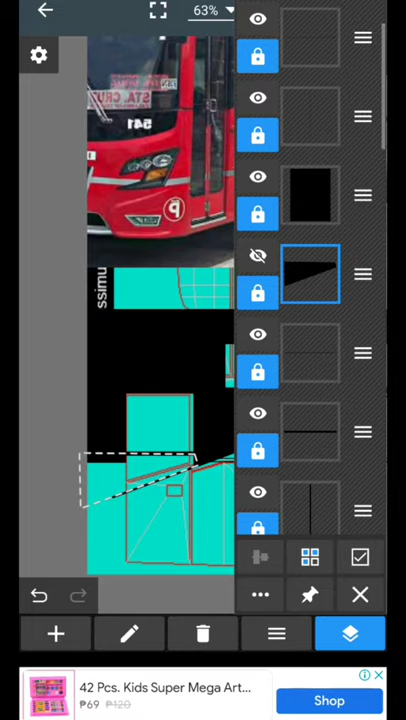 63%
STA. CRUZ
541
ssimu
42 Pcs. Kids Super Mega Art...
₱69 ₱120
Shop